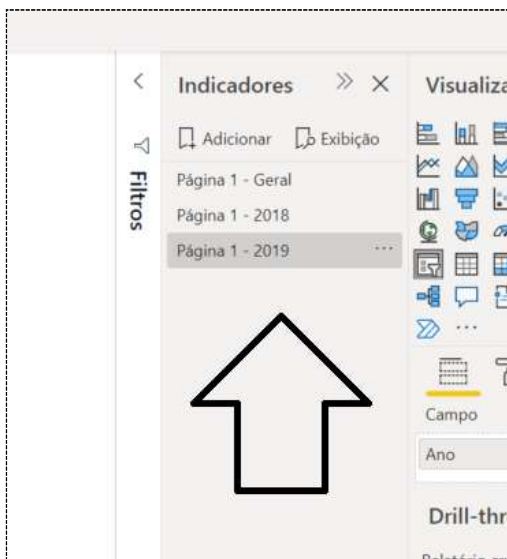 Indicadores
Adicionar Exibição
Página 1 - Geral
Página 1 - 2018
Página 1 - 2019
Filtros
Campo
Ano